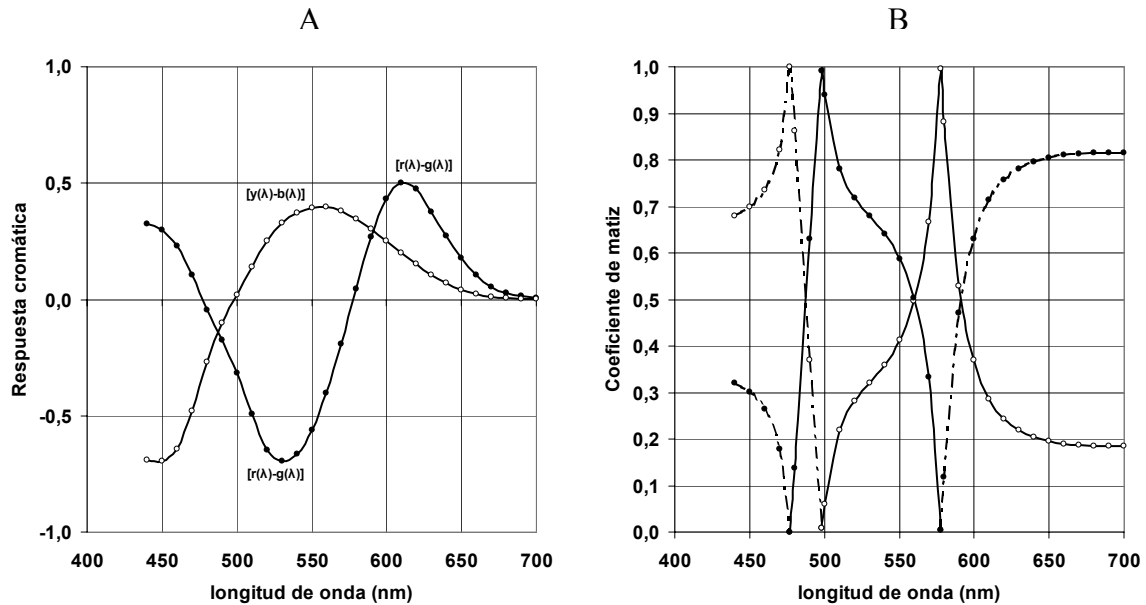 A
1,0
0,5
0,0
-0,5
-1,0
Respuesta cromática
[y(λ)-b(λ)]
[r(λ)-g(λ)]
[r(λ)-g(λ)]
400 450 500 550 600 650 700
longitud de onda (nm)
B
1,0
0,9
0,8
0,7
0,6
0,5
0,4
0,3
0,2
0,1
0,0
Coeficiente de matiz
400 450 500 550 600 650 700
longitud de onda (nm)